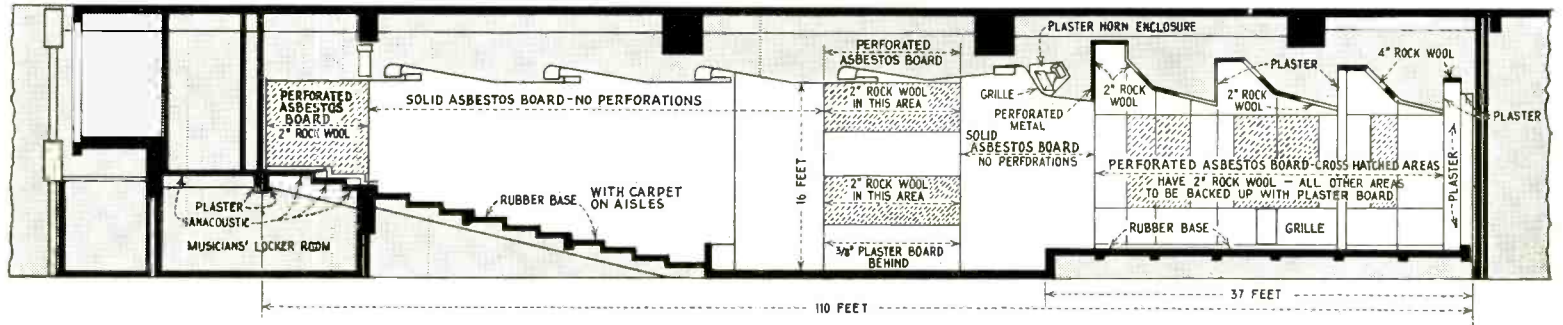 PERFORATED
ASBESTOS
BOARD
2" ROCK WOOL
SOLID ASBESTOS BOARD-NO PERFORATIONS
PERFORATED
ASBESTOS BOARD
2" ROCK WOOL
IN THIS AREA
PLASTER HORN ENCLOSURE
GRILLE
PERFORATED
METAL
SOLID
ASBESTOS BOARD
NO PERFORATIONS
2" ROCK
WOOL
PLASTER
2" ROCK
WOOL
4" ROCK WOOL
PLASTER
PERFORATED ASBESTOS BOARD-CROSS HATCHED AREAS
HAVE 2" ROCK WOOL — ALL OTHER AREAS
TO BE BACKED UP WITH PLASTER BOARD
PLASTER
16 FEET
2" ROCK WOOL
IN THIS AREA
3/8" PLASTER BOARD
BEHIND
RUBBER BASE
WITH CARPET
ON AISLES
PLASTER
SANACOUSTIC
MUSICIANS' LOCKER ROOM
RUBBER BASE
GRILLE
37 FEET
110 FEET